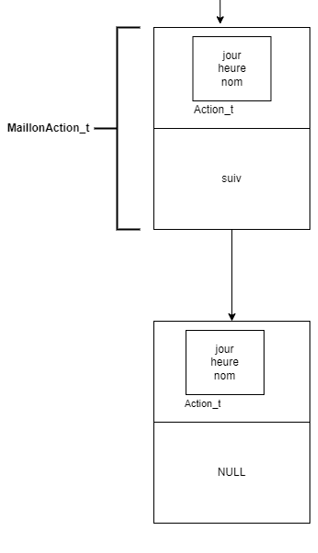 jour
heure
nom
Action_t
MaillonAction_t
suiv
jour
heure
nom
Action_t
NULL